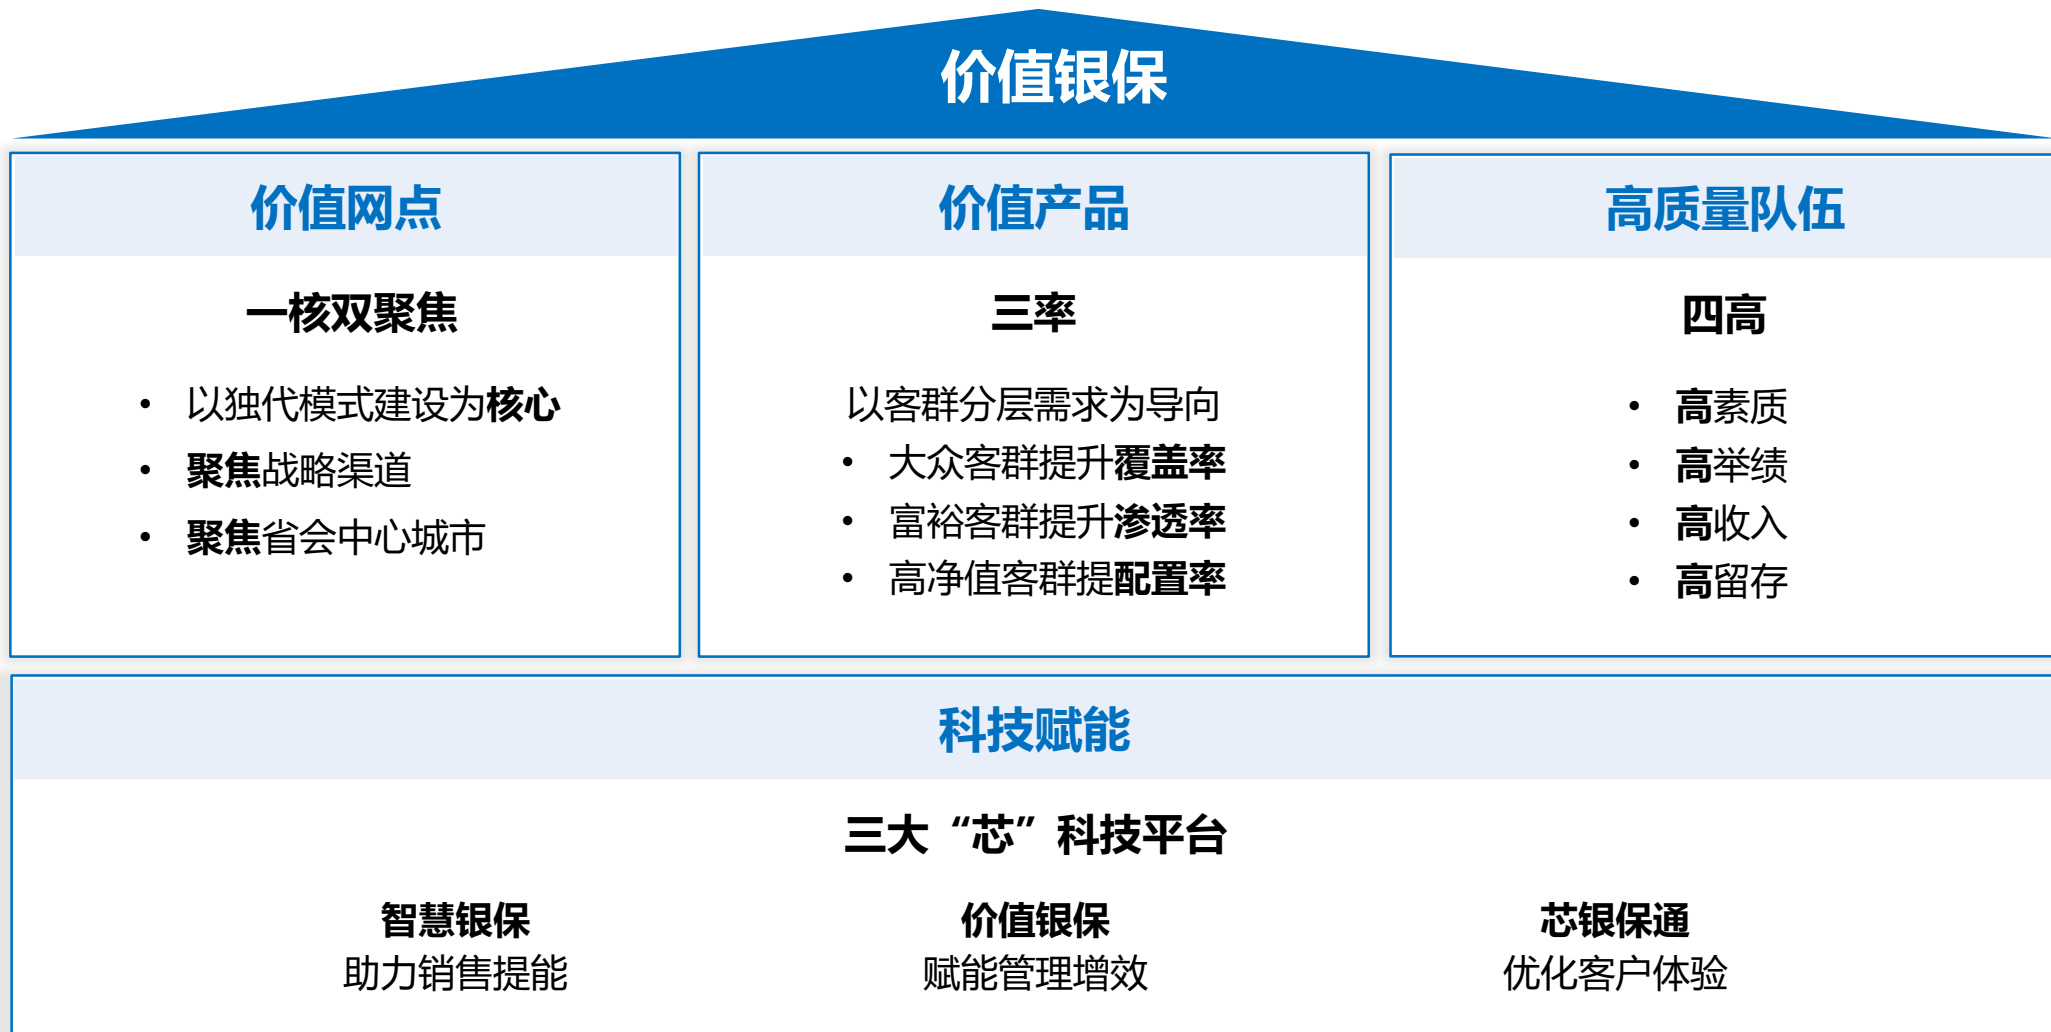 价值银保
价值网点
一核双聚焦
• 以独代模式建设为核心
• 聚焦战略渠道
• 聚焦省会中心城市
价值产品
三率
以客群分层需求为导向
• 大众客群提升覆盖率
• 富裕客群提升渗透率
• 高净值客群提配置率
高质量队伍
四高
• 高素质
• 高举绩
• 高收入
• 高留存
科技赋能
三大“芯”科技平台
智慧银保
助力销售提能
价值银保
赋能管理增效
芯银保通
优化客户体验